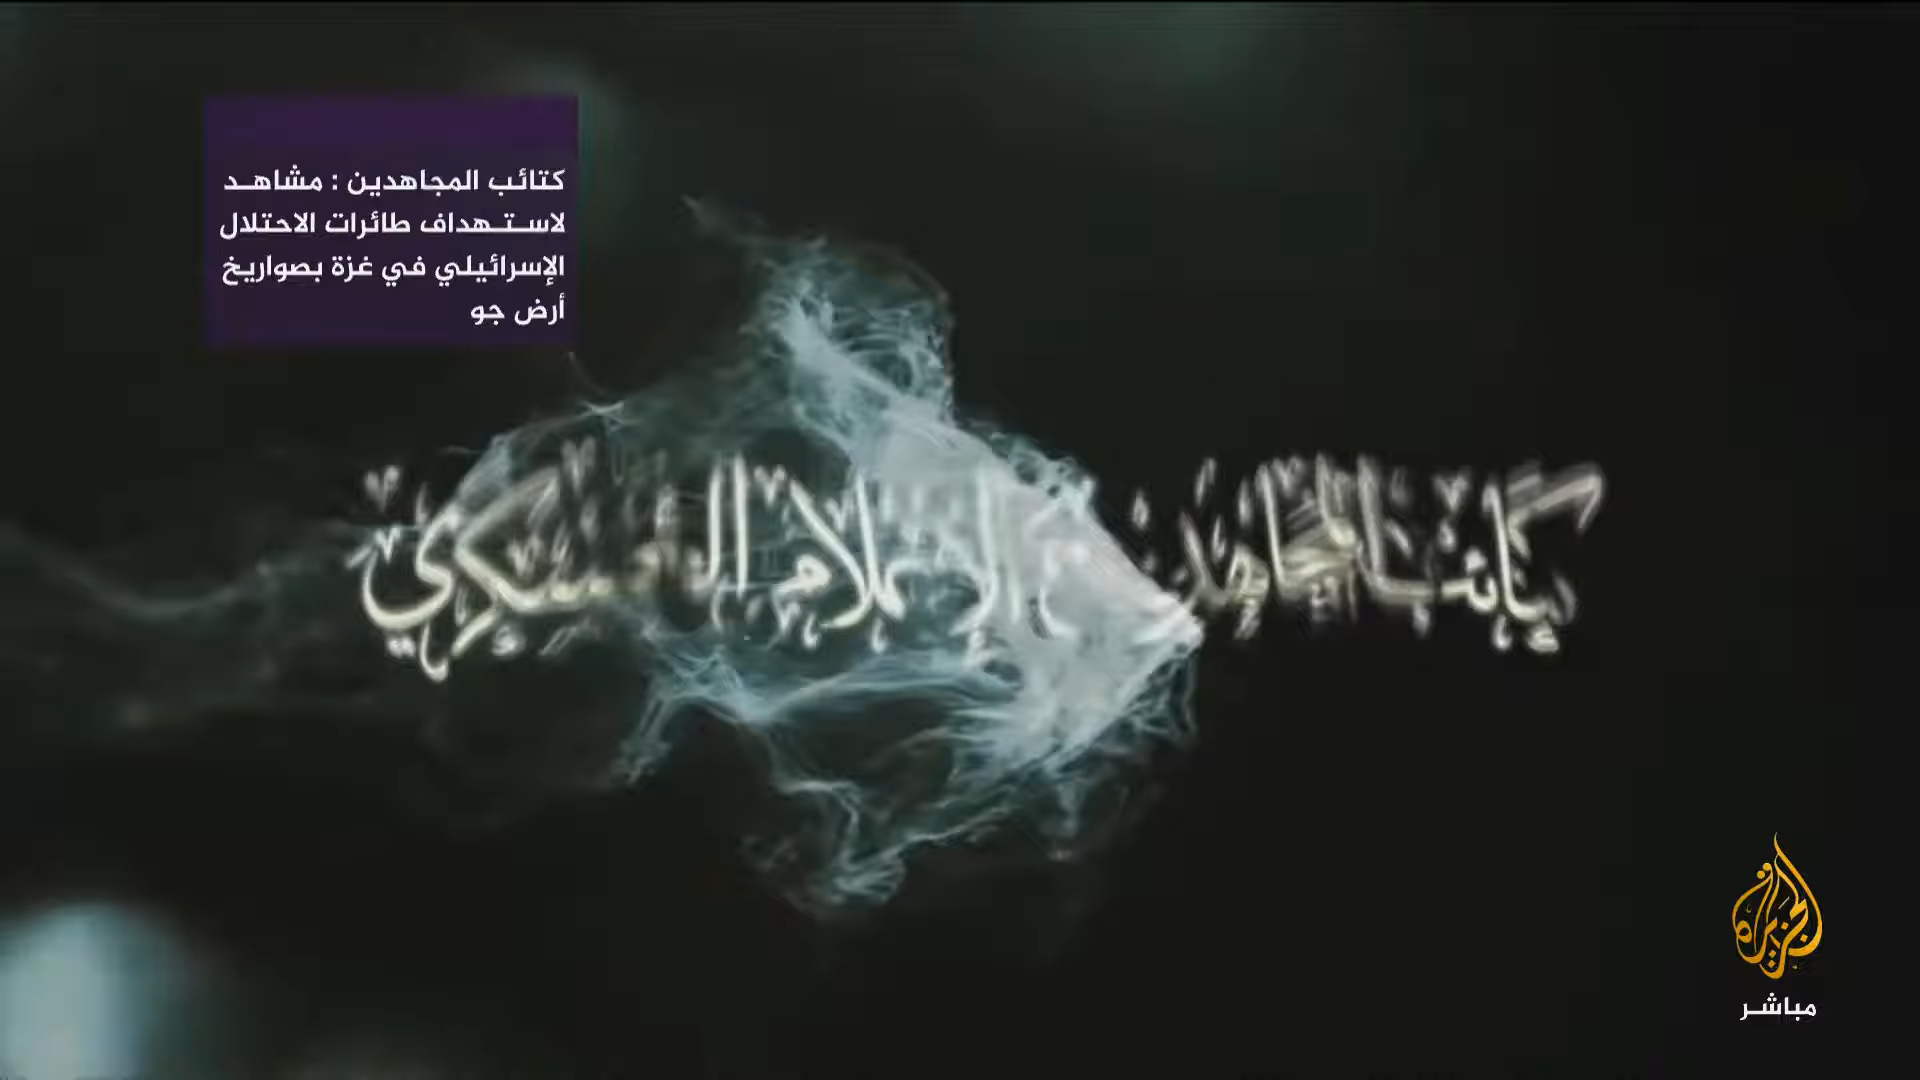 كتائب المجاهدين : مشاهد
لاستهداف طائرات الاحتلال
الإسرائيلي في غزة بصواريخ
أرض جو
كتائب المجاهدين الإعلام العسكري
الجزيرة
مباشر